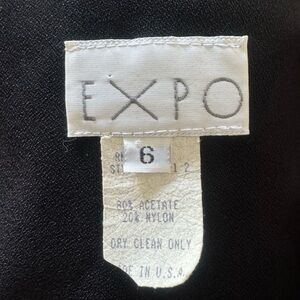 EXPO
6
80% ACETATE
20% NYLON
DRY CLEAN ONLY
IN U.S.A.